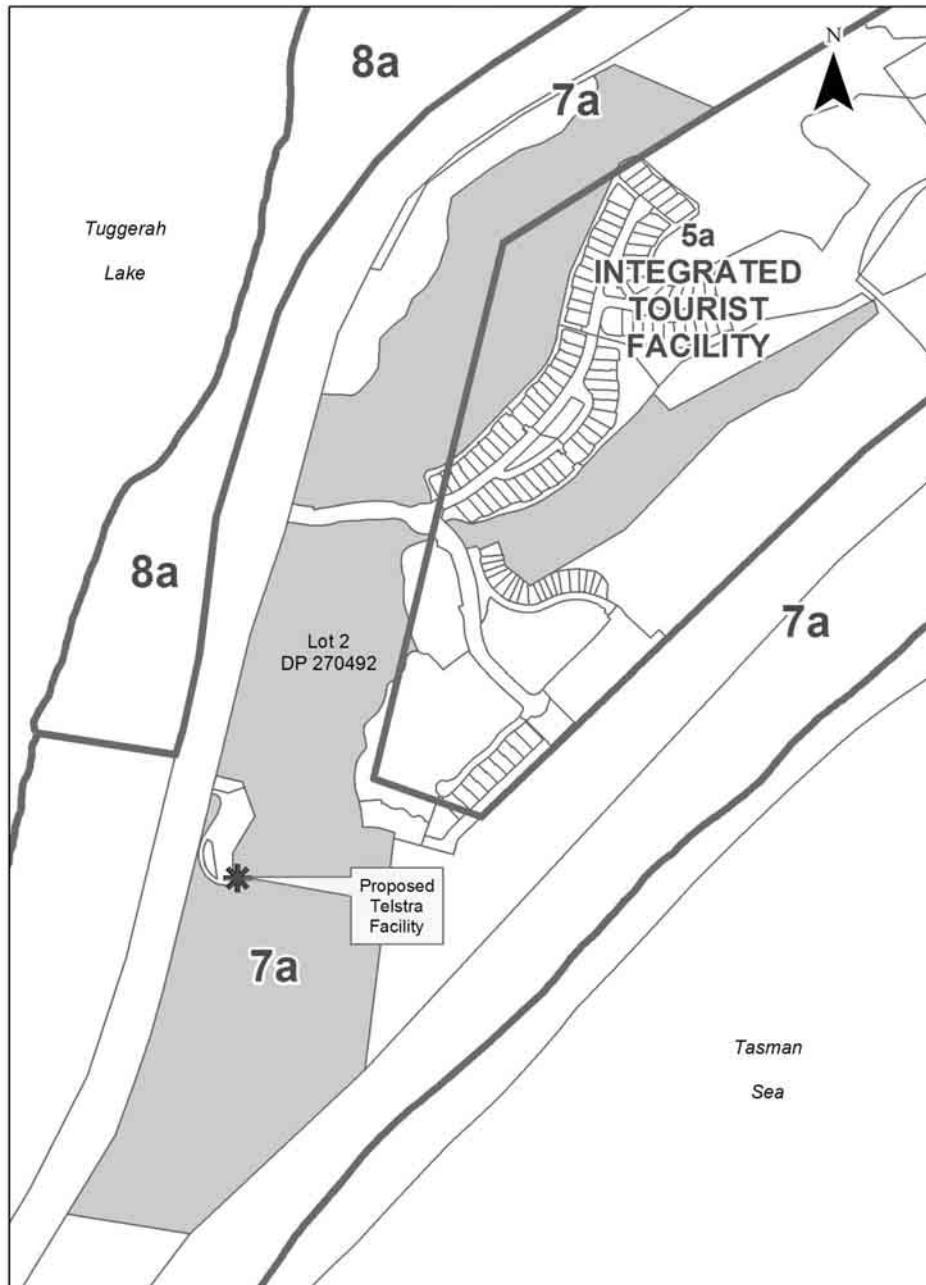 8a
7a
N
Tuggerah
Lake
5a
INTEGRATED
TOURIST
FACILITY
8a
7a
Lot 2
DP 270492
Proposed
Telstra
Facility
7a
Tasman
Sea